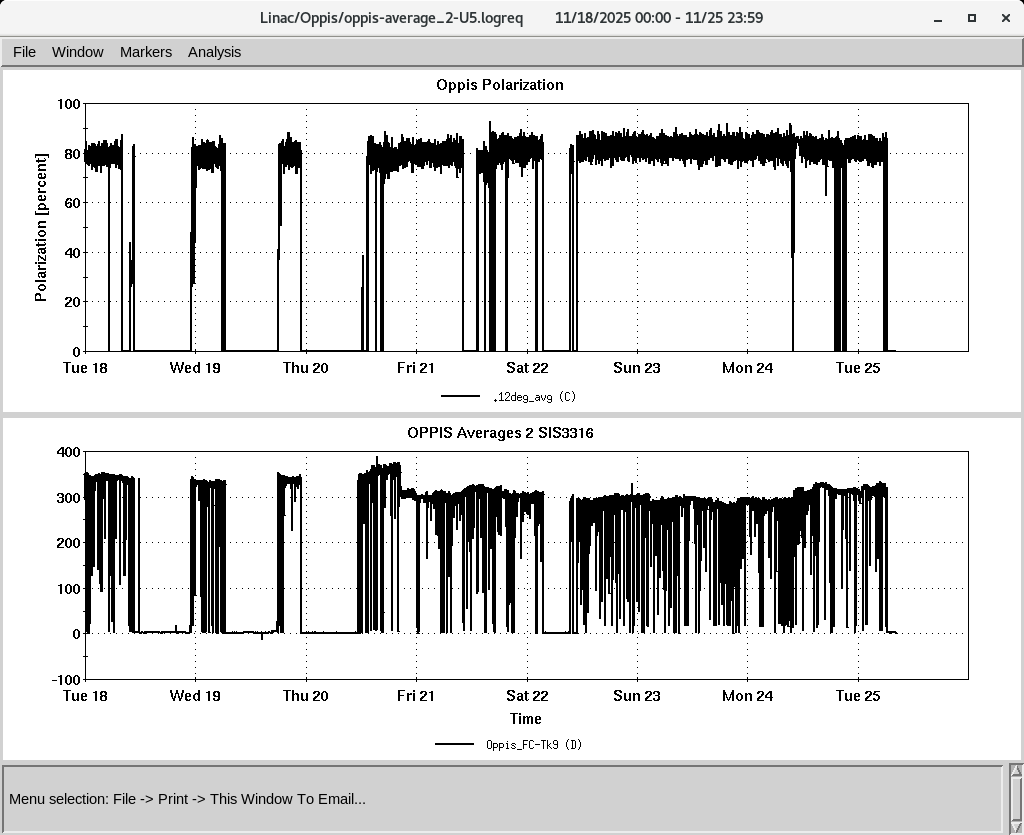 Linac/Oppis/oppis-average_2-U5.logreq 11/18/2025 00:00 - 11/25 23:59
File Window Markers Analysis
Oppis Polarization
100
80
60
40
20
0
Polarization [percent]
Tue 18 Wed 19 Thu 20 Fri 21 Sat 22 Sun 23 Mon 24 Tue 25
.12deg_avg (C)
OPPIS Averages 2 SIS3316
400
300
200
100
0
-100
Tue 18 Wed 19 Thu 20 Fri 21 Sat 22 Sun 23 Mon 24 Tue 25
Time
Oppis_FC-Tk9 (D)
Menu selection: File -> Print -> This Window To Email...